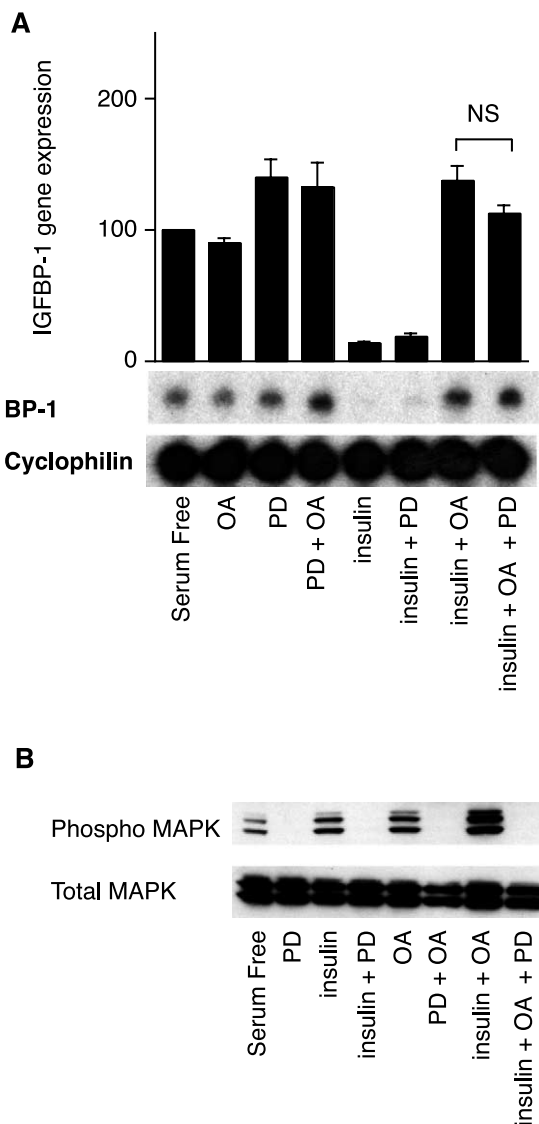 A
IGFBP-1 gene expression
200
100
0
NS
BP-1
Cyclophilin
Serum Free
OA
PD
PD + OA
insulin
insulin + PD
insulin + OA
insulin + OA + PD
B
Phospho MAPK
Total MAPK
Serum Free
PD
insulin
insulin + PD
OA
PD + OA
insulin + OA
insulin + OA + PD